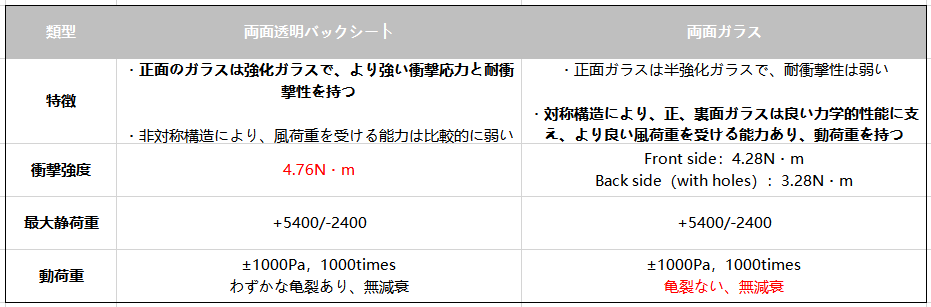 類型 両面透明バックシート 両面ガラス
特徴
・正面のガラスは強化ガラスで、より強い衝撃応力と耐衝
撃性を持つ
・非対称構造により、風荷重を受ける能力は比較的に弱い
・正面ガラスは半強化ガラスで、耐衝撃性は弱い
・対称構造により、正、裏面ガラスは良い力学的性能に支
え、より良い風荷重を受ける能力あり、動荷重を持つ
衝撃強度 4.76N・m
Front side：4.28N・m
Back side（with holes）：3.28N・m
最大静荷重 +5400/-2400 +5400/-2400
動荷重
±1000Pa，1000times
わずかな亀裂あり、無減衰
±1000Pa，1000times
亀裂ない、無減衰